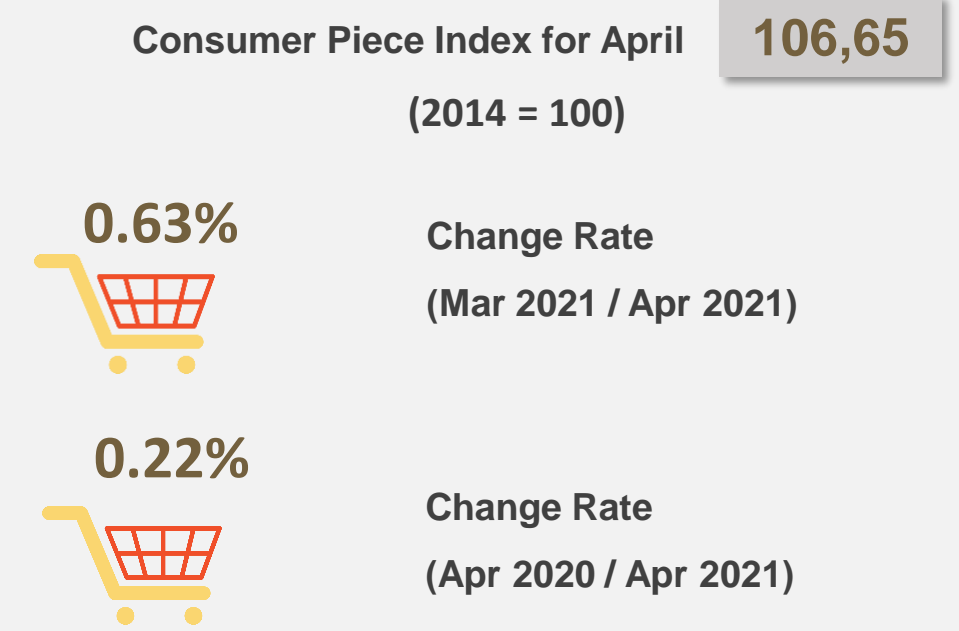 Consumer Piece Index for April 106,65
(2014 = 100)
0.63%
Change Rate
(Mar 2021 / Apr 2021)
0.22%
Change Rate
(Apr 2020 / Apr 2021)